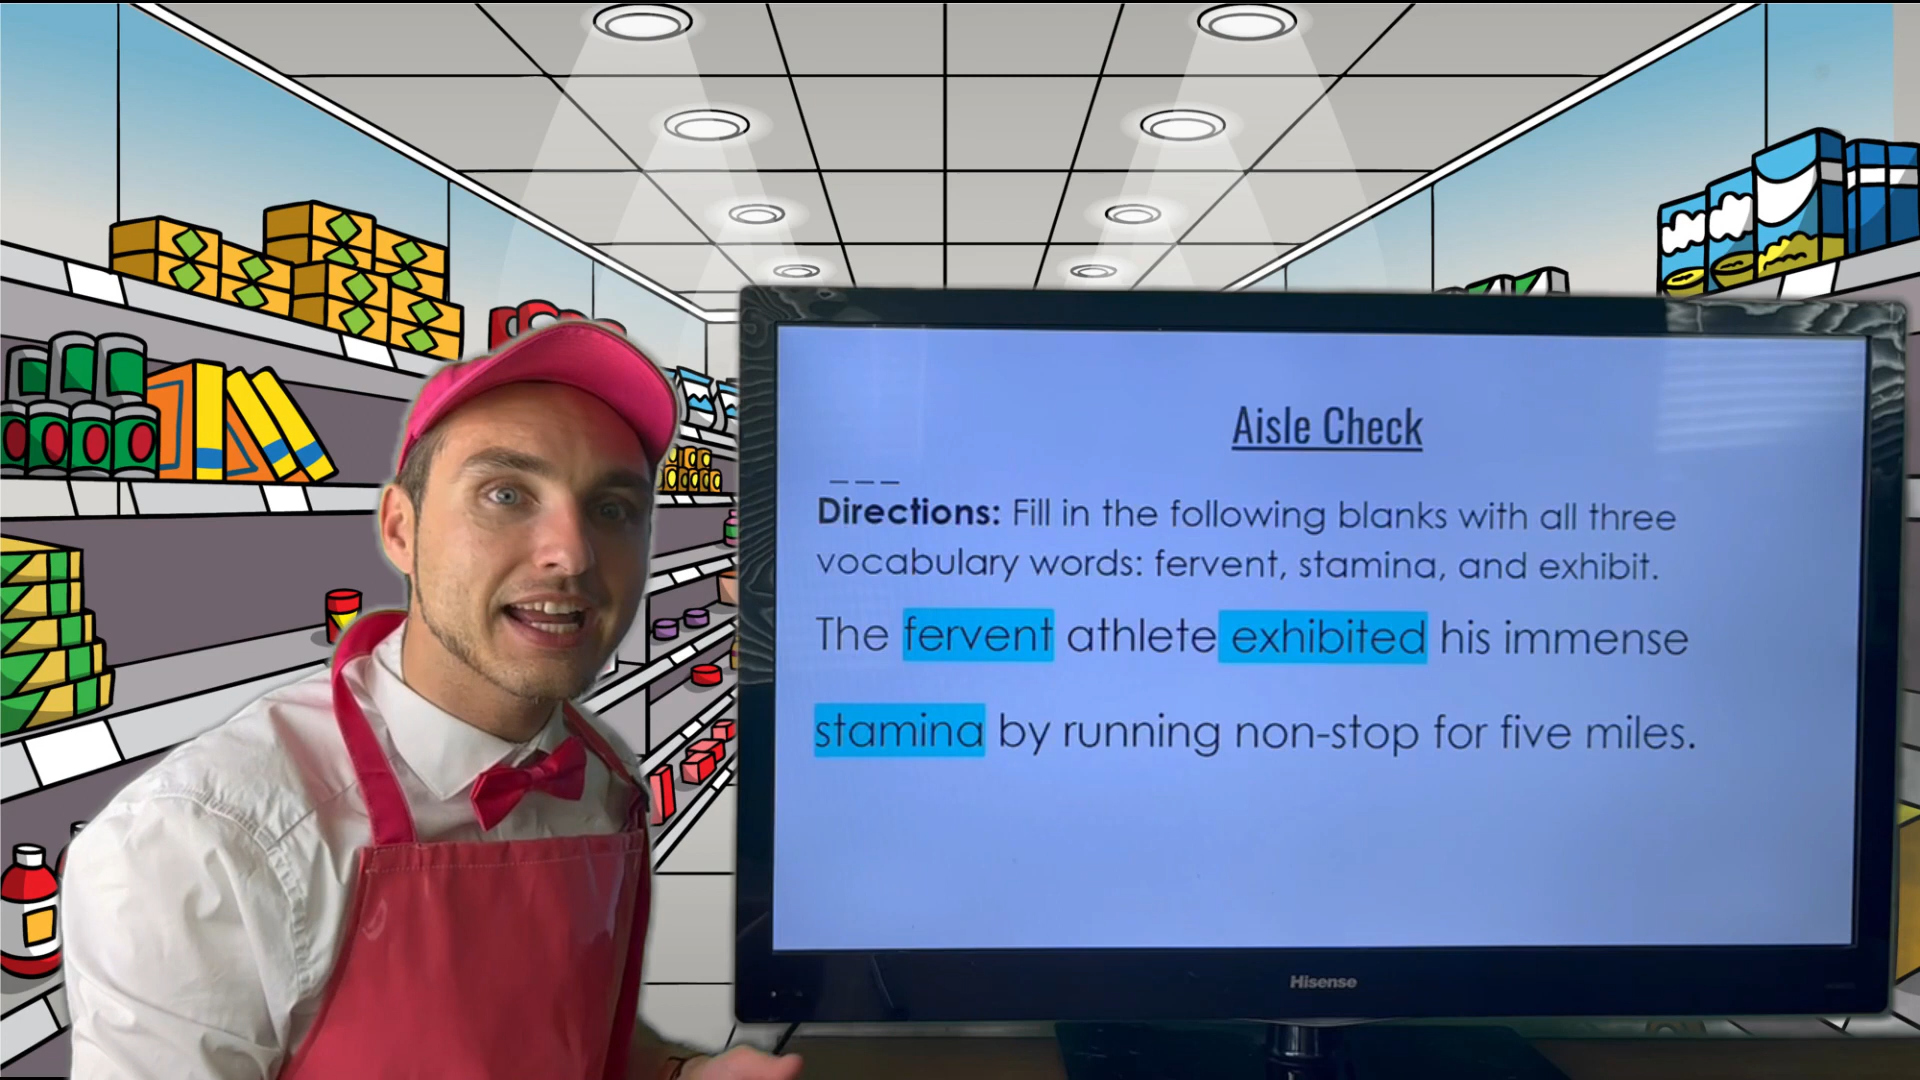 Aisle Check
_ _ _
Directions: Fill in the following blanks with all three
vocabulary words: fervent, stamina, and exhibit.
The fervent athlete exhibited his immense
stamina by running non-stop for five miles.
Hisense